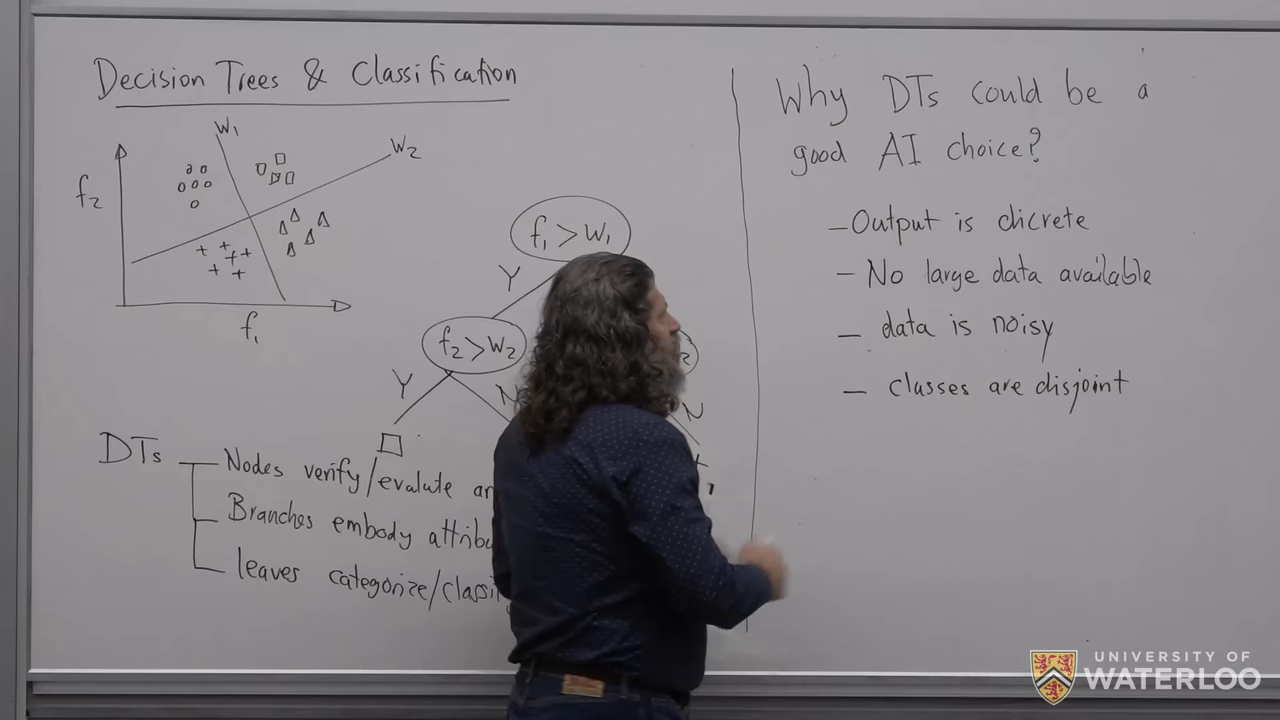 Decision Trees & Classification
W1
W2
f2
f1
f1 > W1
Y
f2 > W2
Y
N
2
N
DTs
Nodes verify/evaluate
Branches embody
leaves categorize/
Why DTs could be a
good AI choice?
- Output is dicrete
- No large data available
- data is noisy
- classes are disjoint
UNIVERSITY OF
WATERLOO